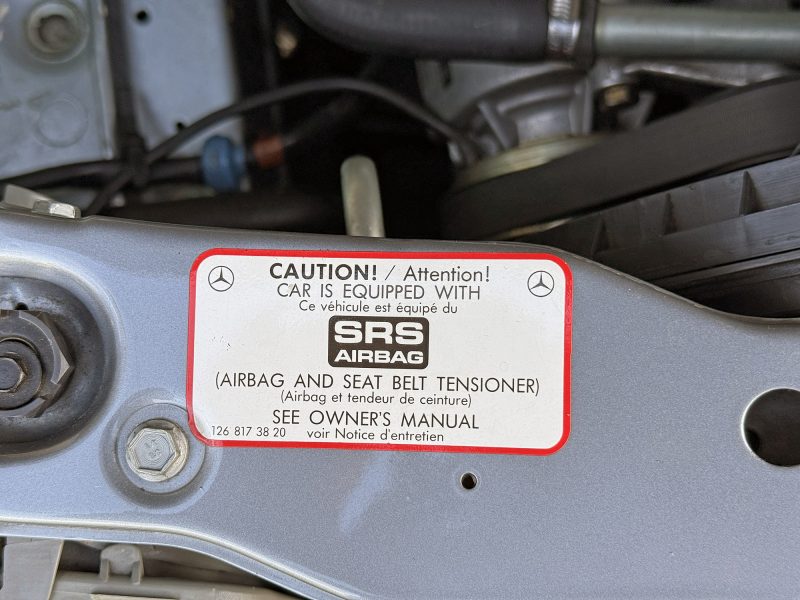 CAUTION! / Attention!
CAR IS EQUIPPED WITH
Ce véhicule est équipé du
SRS
AIRBAG
(AIRBAG AND SEAT BELT TENSIONER)
(Airbag et tendeur de ceinture)
SEE OWNER'S MANUAL
126 817 38 20 voir Notice d'entretien